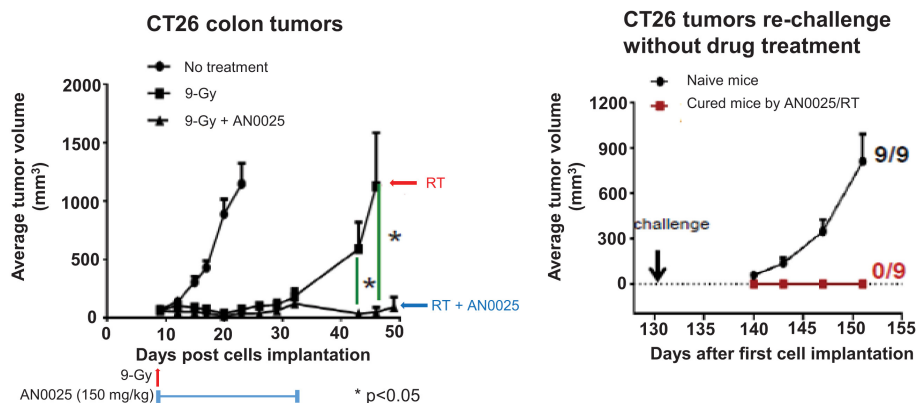 CT26 colon tumors
No treatment
9-Gy
9-Gy + AN0025
Average tumor volume
(mm³)
2000
1500
1000
500
0
RT
*
*
RT + AN0025
0 10 20 30 40 50
Days post cells implantation
9-Gy
AN0025 (150 mg/kg)
* p<0.05
CT26 tumors re-challenge
without drug treatment
Naive mice
Cured mice by AN0025/RT
Average tumor volume
(mm³)
1200
900
600
300
0
challenge
9/9
0/9
130 135 140 145 150 155
Days after first cell implantation